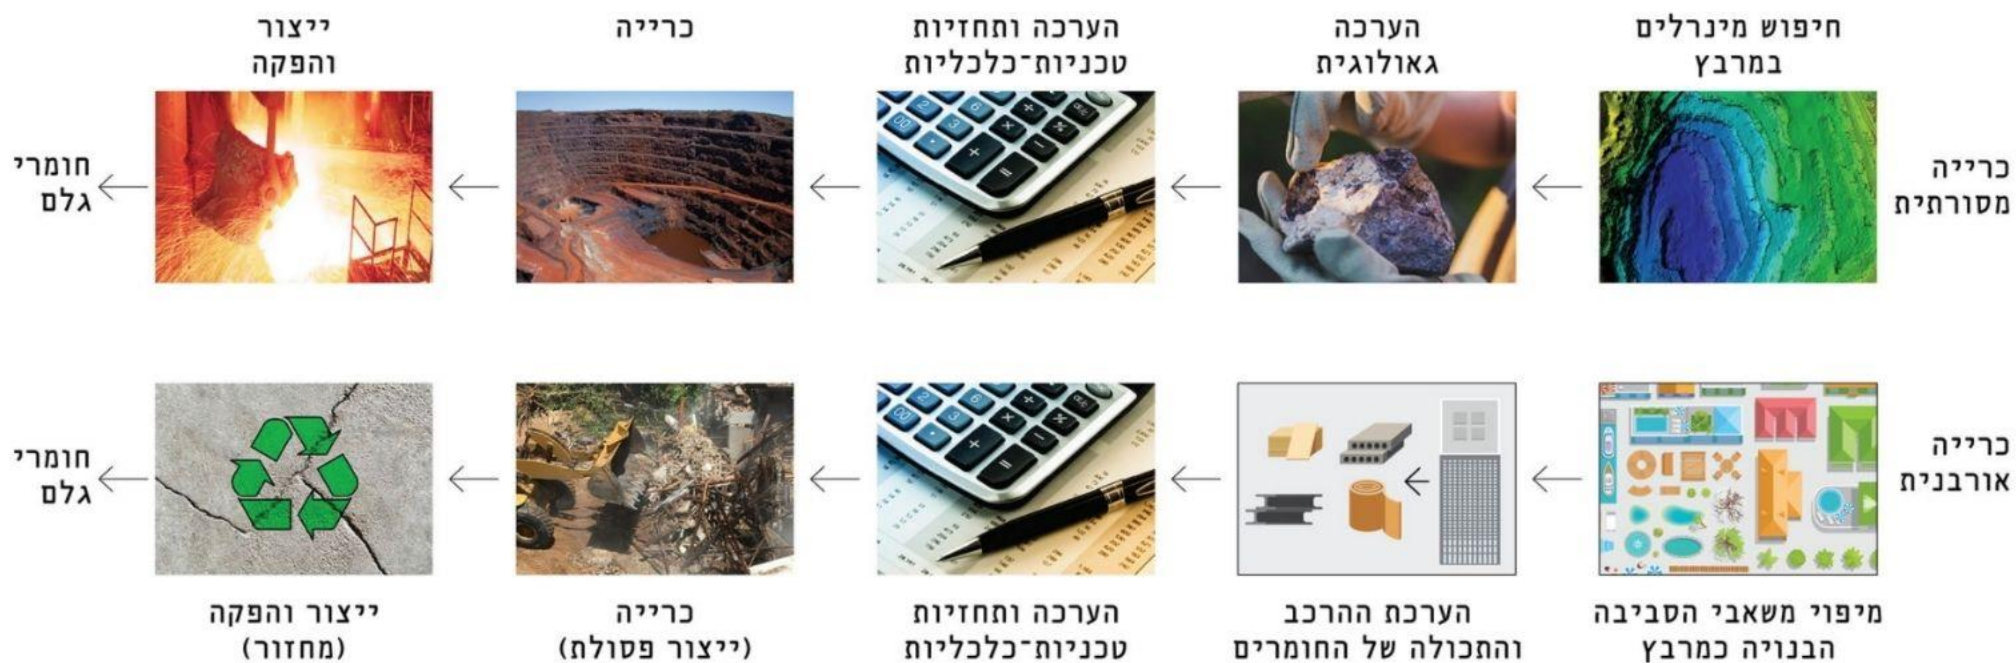 חיפוש מינרלים
במרבץ
הערכה
גאולוגית
הערכה ותחזיות
טכניות־כלכליות
כרייה
ייצור
והפקה
כרייה
מסורתית
חומרי
גלם
כרייה
אורבנית
חומרי
גלם
מיפוי משאבי הסביבה
הבנויה כמרבץ
הערכת ההרכב
והתכולה של החומרים
הערכה ותחזיות
טכניות־כלכליות
כרייה
(ייצור פסולת)
ייצור והפקה
(מחזור)